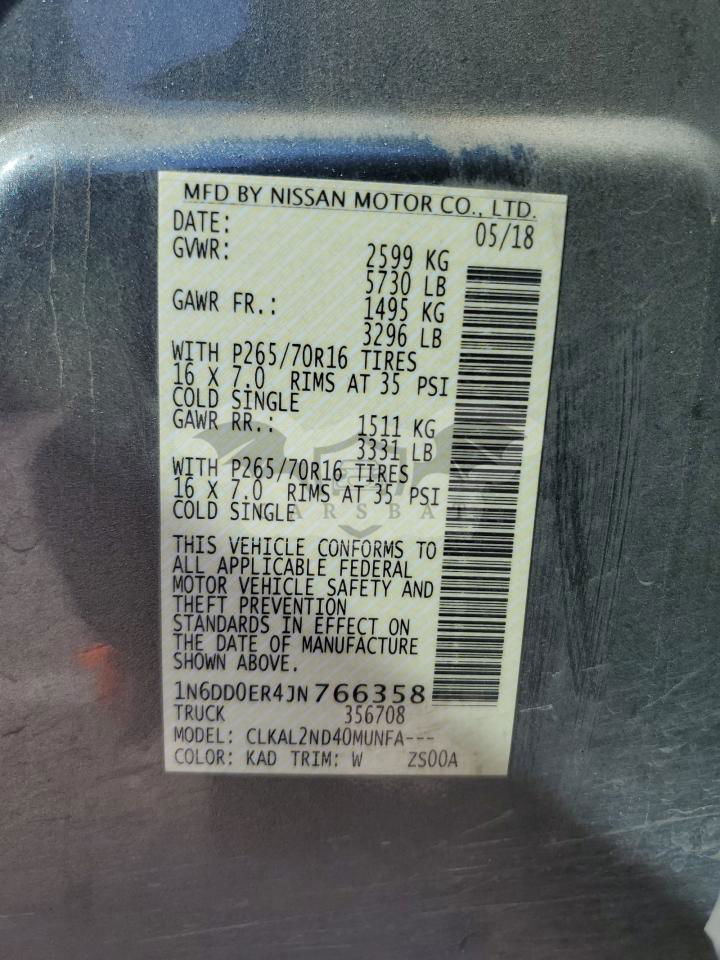 MFD BY NISSAN MOTOR CO., LTD.
DATE: 05/18
GVWR: 2599 KG
5730 LB
GAWR FR.: 1495 KG
3296 LB
WITH P265/70R16 TIRES
16 X 7.0 RIMS AT 35 PSI
COLD SINGLE
GAWR RR.: 1511 KG
3331 LB
WITH P265/70R16 TIRES
16 X 7.0 RIMS AT 35 PSI
COLD SINGLE
ARSBAT
THIS VEHICLE CONFORMS TO
ALL APPLICABLE FEDERAL
MOTOR VEHICLE SAFETY AND
THEFT PREVENTION
STANDARDS IN EFFECT ON
THE DATE OF MANUFACTURE
SHOWN ABOVE.
1N6DD0ER4JN766358
TRUCK 356708
MODEL: CLKAL2ND40MUNFA---
COLOR: KAD TRIM: W ZS00A